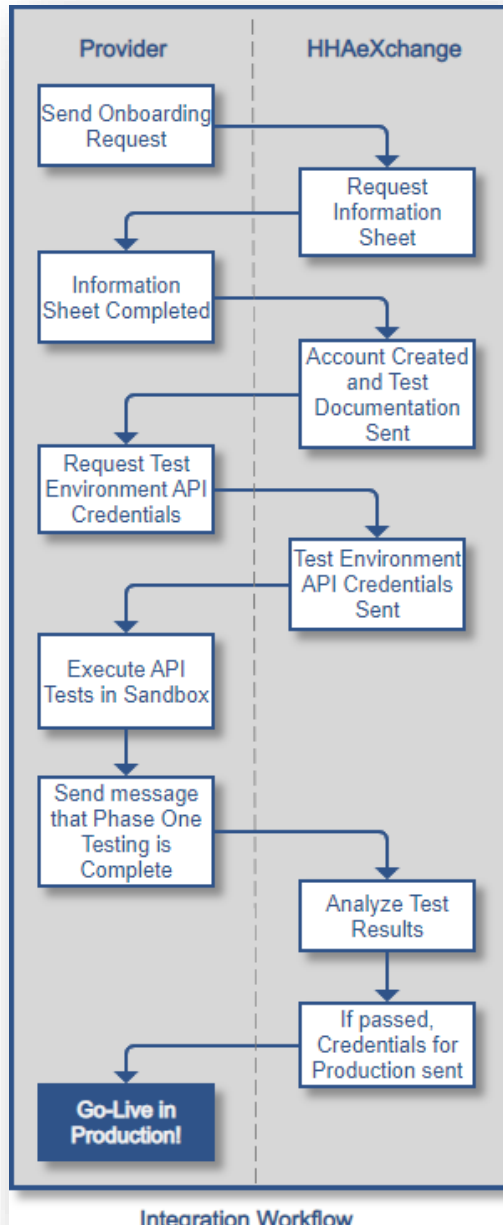 Provider
HHAeXchange
Send Onboarding
Request
Request
Information
Sheet
Information
Sheet Completed
Account Created
and Test
Documentation
Sent
Request Test
Environment API
Credentials
Test Environment
API Credentials
Sent
Execute API
Tests in Sandbox
Send message
that Phase One
Testing is
Complete
Analyze Test
Results
If passed,
Credentials for
Production sent
Go-Live in
Production!
Integration Workflow